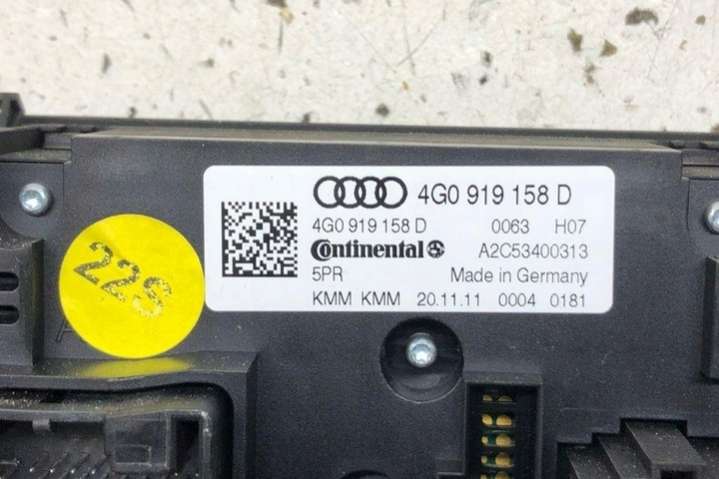 4G0 919 158 D
4G0 919 158 D 0063 H07
Continental A2C53400313
5PR Made in Germany
KMM KMM 20.11.11 0004 0181
22S